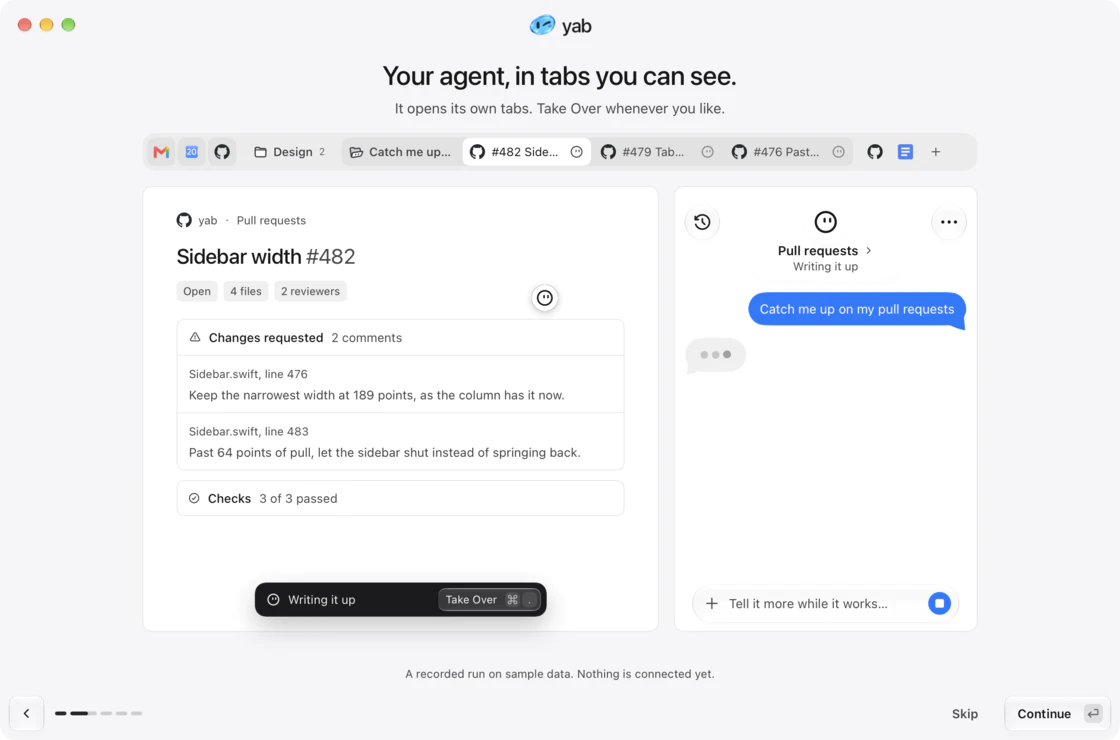 yab
Your agent, in tabs you can see.
It opens its own tabs. Take Over whenever you like.
20
Design 2
Catch me up...
#482 Side...
#479 Tab...
#476 Past...
yab · Pull requests
Sidebar width #482
Open
4 files
2 reviewers
Changes requested 2 comments
Sidebar.swift, line 476
Keep the narrowest width at 189 points, as the column has it now.
Sidebar.swift, line 483
Past 64 points of pull, let the sidebar shut instead of springing back.
Checks 3 of 3 passed
Writing it up
Take Over ⌘ .
Pull requests
Writing it up
Catch me up on my pull requests
Tell it more while it works...
A recorded run on sample data. Nothing is connected yet.
Skip
Continue